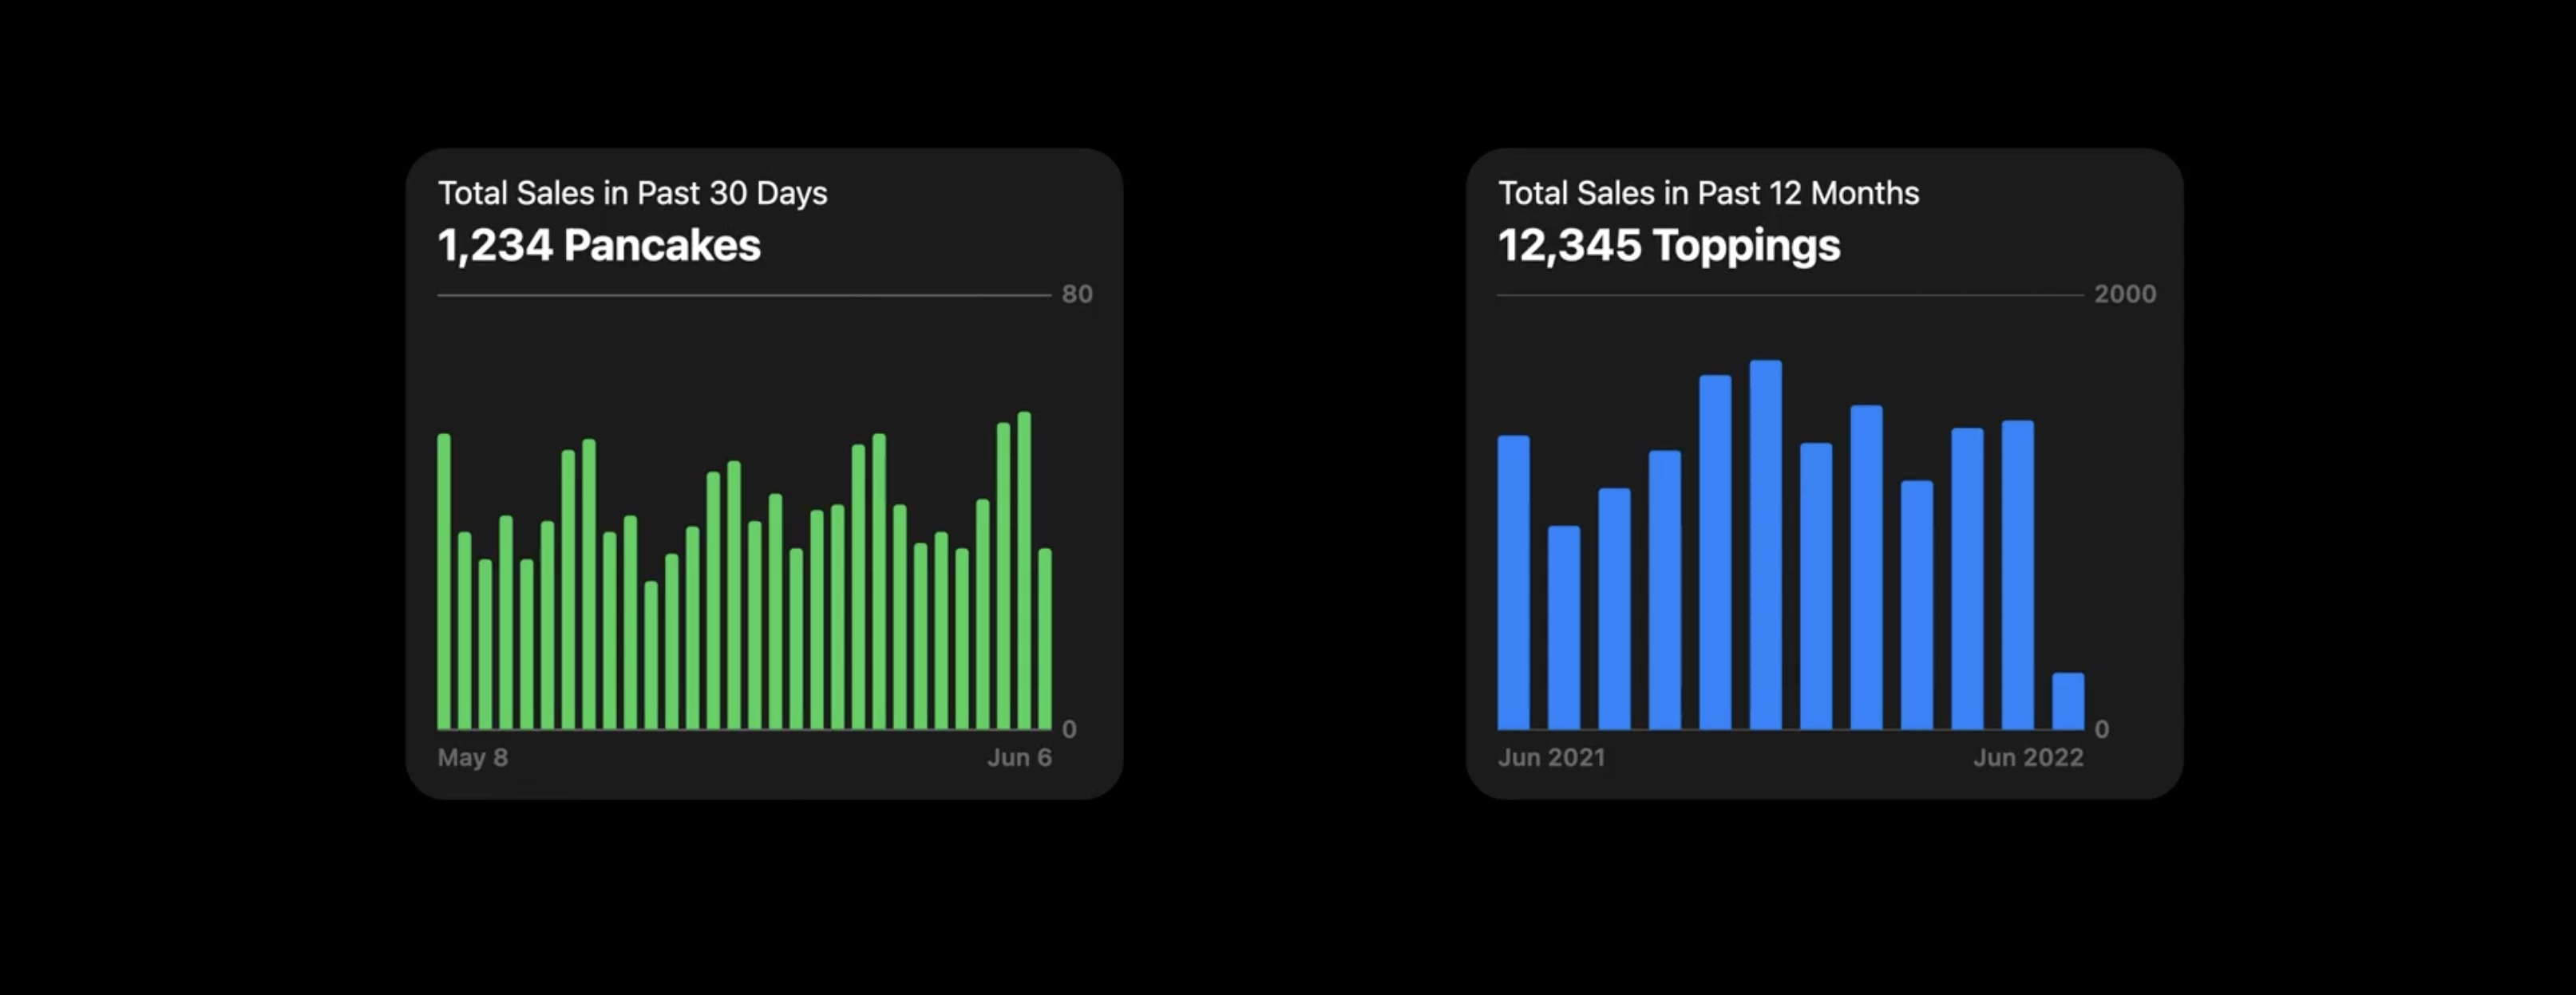 Total Sales in Past 30 Days
1,234 Pancakes
80
0
May 8
Jun 6
Total Sales in Past 12 Months
12,345 Toppings
2000
0
Jun 2021
Jun 2022